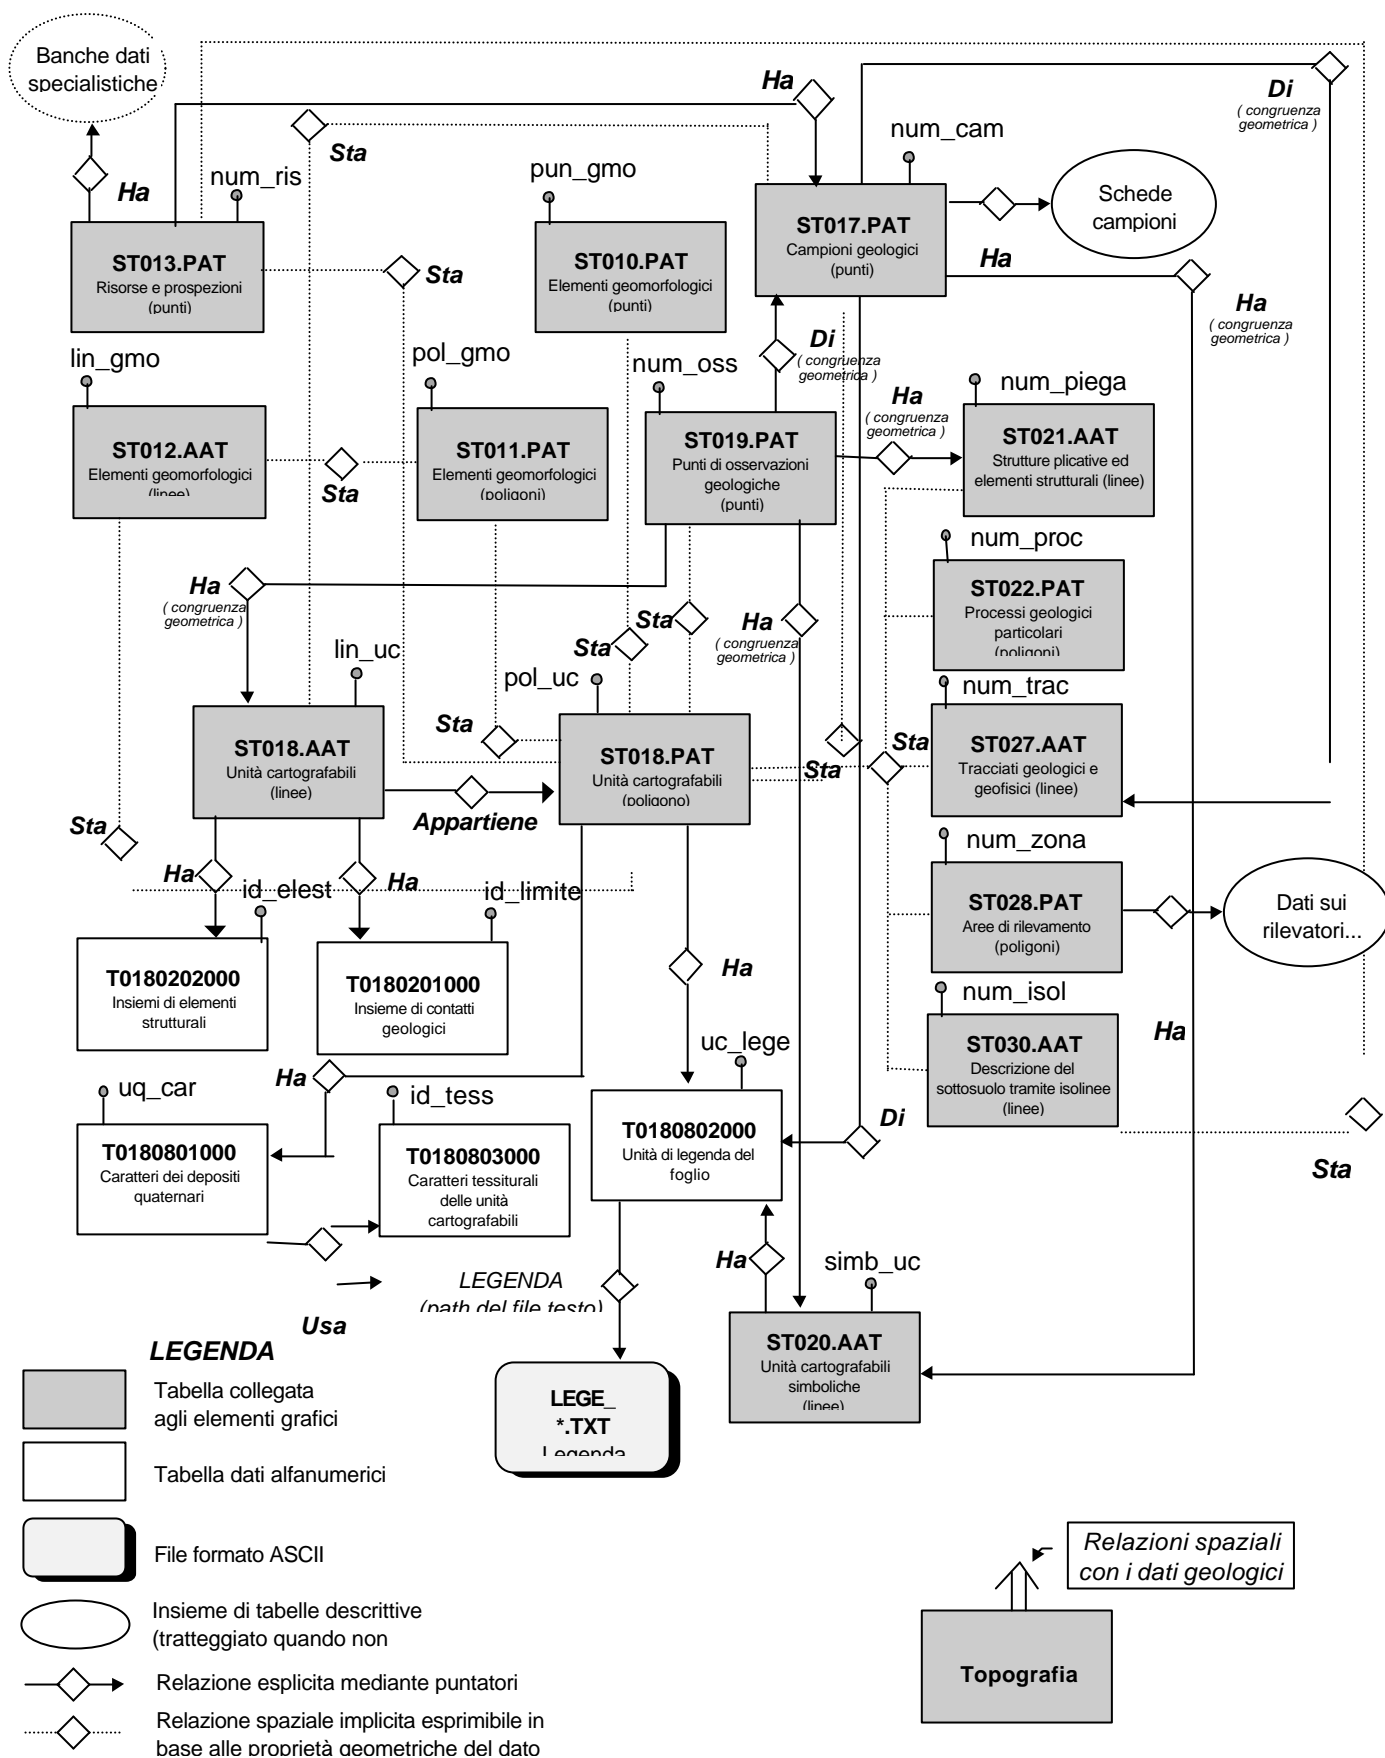 Banche dati
specialistiche
Ha
Di
( congruenza
geometrica )
Sta
num_cam
num_ris
pun_gmo
Ha
Schede
campioni
ST017.PAT
Campioni geologici
(punti)
ST013.PAT
Risorse e prospezioni
(punti)
Sta
ST010.PAT
Elementi geomorfologici
(punti)
Ha
Ha
( congruenza
geometrica )
Di
( congruenza
geometrica )
lin_gmo
pol_gmo
num_oss
num_piega
Ha
( congruenza
geometrica )
ST012.AAT
Elementi geomorfologici
(linee)
Sta
ST011.PAT
Elementi geomorfologici
(poligoni)
ST019.PAT
Punti di osservazioni
geologiche
(punti)
ST021.AAT
Strutture plicative ed
elementi strutturali (linee)
num_proc
Ha
( congruenza
geometrica )
ST022.PAT
Processi geologici
particolari
(poligoni)
Sta
Sta
Ha
( congruenza
geometrica )
lin_uc
pol_uc
num_trac
Sta
ST018.AAT
Unità cartografabili
(linee)
ST018.PAT
Unità cartografabili
(poligono)
Sta
Sta
ST027.AAT
Tracciati geologici e
geofisici (linee)
Appartiene
Sta
num_zona
Ha
Ha
id_elest
id_limite
ST028.PAT
Aree di rilevamento
(poligoni)
Dati sui
rilevatori...
T0180202000
Insiemi di elementi
strutturali
T0180201000
Insieme di contatti
geologici
Ha
num_isol
Ha
uc_lege
ST030.AAT
Descrizione del
sottosuolo tramite isolinee
(linee)
Ha
uq_car
id_tess
T0180801000
Caratteri dei depositi
quaternari
T0180803000
Caratteri tessiturali
delle unità
cartografabili
T0180802000
Unità di legenda del
foglio
Di
Sta
Usa
LEGENDA
(path del file testo)
Ha
simb_uc
ST020.AAT
Unità cartografabili
simboliche
(linee)
LEGE_
*.TXT
Legenda
LEGENDA
Tabella collegata
agli elementi grafici
Tabella dati alfanumerici
File formato ASCII
Insieme di tabelle descrittive
(tratteggiato quando non
Relazione esplicita mediante puntatori
Relazione spaziale implicita esprimibile in
base alle proprietà geometriche del dato
Relazioni spaziali
con i dati geologici
Topografia